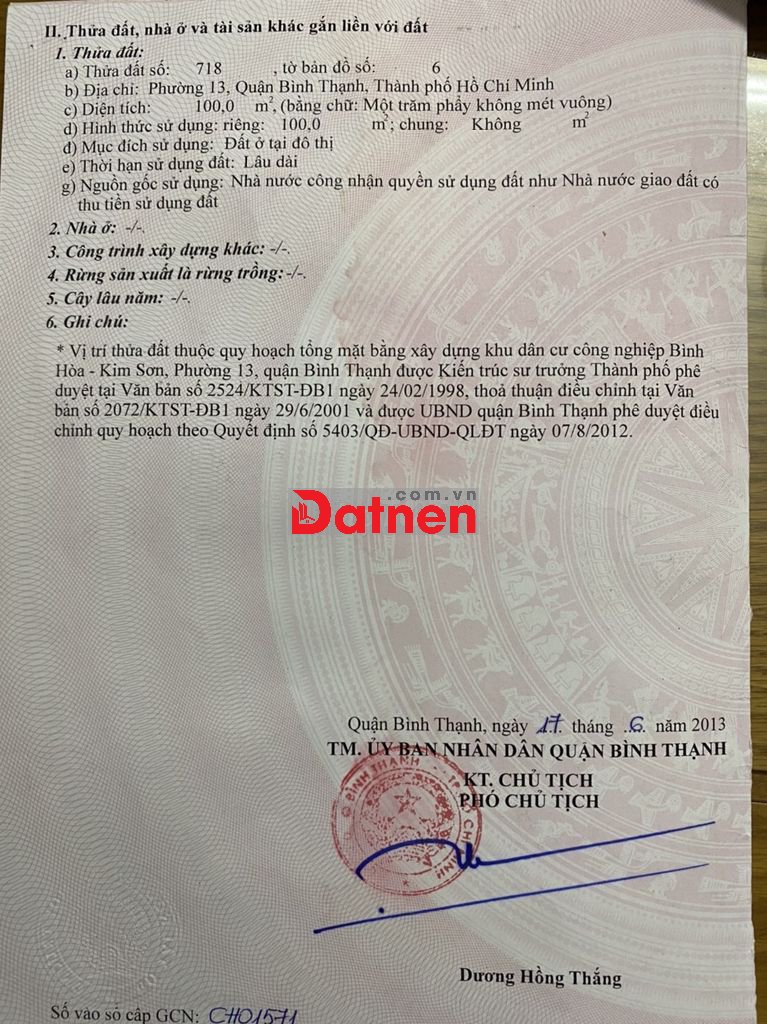 II. Thửa đất, nhà ở và tài sản khác gắn liền với đất
1. Thửa đất:
a) Thửa đất số: 718 , tờ bản đồ số: 6
b) Địa chỉ: Phường 13, Quận Bình Thạnh, Thành phố Hồ Chí Minh
c) Diện tích: 100,0 m², (bằng chữ: Một trăm phẩy không mét vuông)
d) Hình thức sử dụng: riêng: 100,0 m²; chung: Không m²
đ) Mục đích sử dụng: Đất ở tại đô thị
e) Thời hạn sử dụng đất: Lâu dài
g) Nguồn gốc sử dụng: Nhà nước công nhận quyền sử dụng đất như Nhà nước giao đất có
thu tiền sử dụng đất
2. Nhà ở: -/-.
3. Công trình xây dựng khác: -/-.
4. Rừng sản xuất là rừng trồng: -/-.
5. Cây lâu năm: -/-.
6. Ghi chú:
* Vị trí thửa đất thuộc quy hoạch tổng mặt bằng xây dựng khu dân cư công nghiệp Bình
Hòa - Kim Sơn, Phường 13, quận Bình Thạnh được Kiến trúc sư trưởng Thành phố phê
duyệt tại Văn bản số 2524/KTST-ĐB1 ngày 24/02/1998, thoả thuận điều chỉnh tại Văn
bản số 2072/KTST-ĐB1 ngày 29/6/2001 và được UBND quận Bình Thạnh phê duyệt điều
chỉnh quy hoạch theo Quyết định số 5403/QĐ-UBND-QLĐT ngày 07/8/2012.
.com.vn
Datnen
Quận Bình Thạnh, ngày 17 tháng 6 năm 2013
TM. ỦY BAN NHÂN DÂN QUẬN BÌNH THẠNH
KT. CHỦ TỊCH
PHÓ CHỦ TỊCH
Q BÌNH THẠNH
Dương Hồng Thắng
Số vào sổ cấp GCN: CH01571